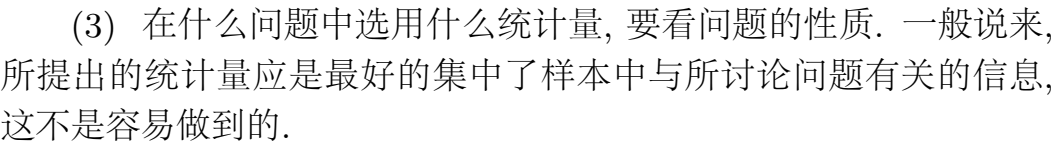 (3) 在什么问题中选用什么统计量, 要看问题的性质. 一般说来,
所提出的统计量应是最好的集中了样本中与所讨论问题有关的信息,
这不是容易做到的.